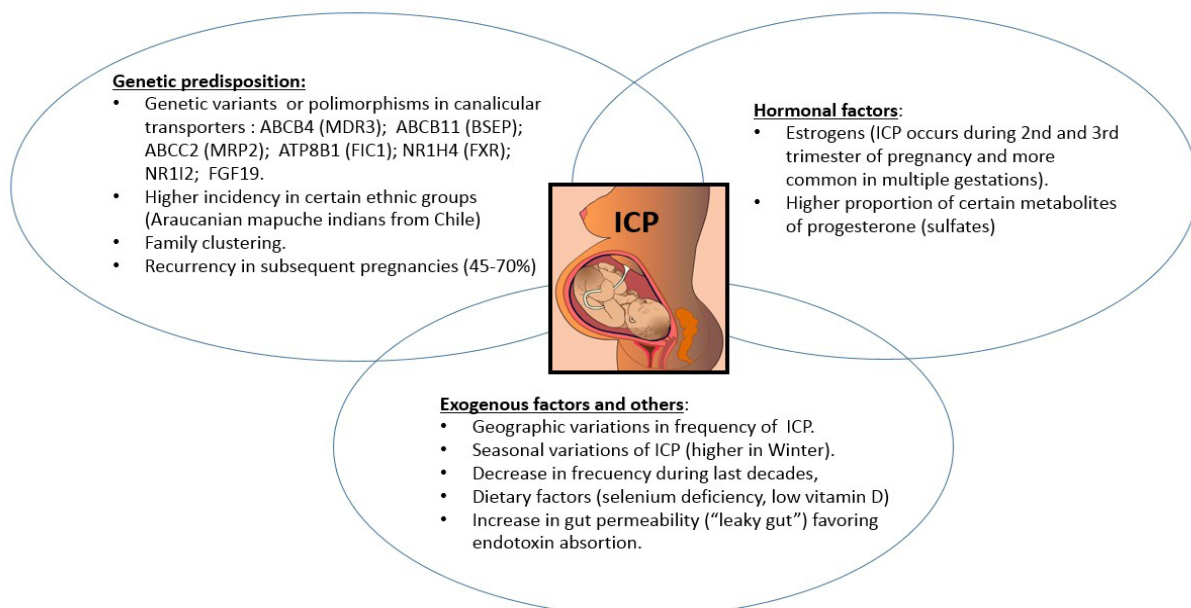 Genetic predisposition:
• Genetic variants or polimorphisms in canalicular
transporters : ABCB4 (MDR3); ABCB11 (BSEP);
ABCC2 (MRP2); ATP8B1 (FIC1); NR1H4 (FXR);
NR1I2; FGF19.
• Higher incidency in certain ethnic groups
(Araucanian mapuche indians from Chile)
• Family clustering.
• Recurrency in subsequent pregnancies (45-70%)
Hormonal factors:
• Estrogens (ICP occurs during 2nd and 3rd
trimester of pregnancy and more
common in multiple gestations).
• Higher proportion of certain metabolites
of progesterone (sulfates)
ICP
Exogenous factors and others:
• Geographic variations in frequency of ICP.
• Seasonal variations of ICP (higher in Winter).
• Decrease in frecuency during last decades,
• Dietary factors (selenium deficiency, low vitamin D)
• Increase in gut permeability (“leaky gut”) favoring
endotoxin absortion.